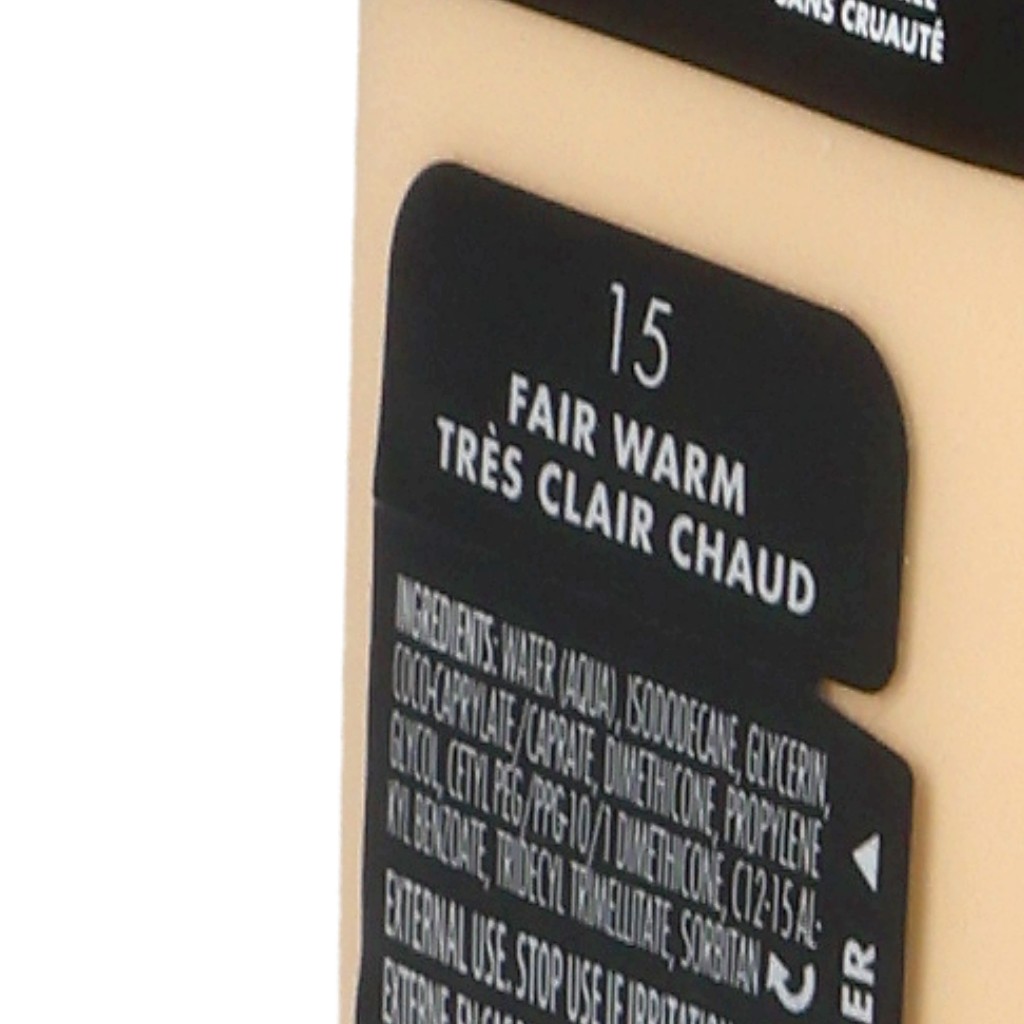 SANS CRUAUTÉ
15
FAIR WARM
TRÈS CLAIR CHAUD
INGREDIENTS: WATER (AQUA), ISODODECANE, GLYCERIN,
COCO-CAPRYLATE/CAPRATE, DIMETHICONE, PROPYLENE
GLYCOL, CETYL PEG/PPG-10/1 DIMETHICONE, C12-15 AL-
KYL BENZOATE, TRIDECYL TRIMELLITATE, SORBITAN
EXTERNAL USE. STOP USE IF IRRITATION
EXTERNE.
ER ▲